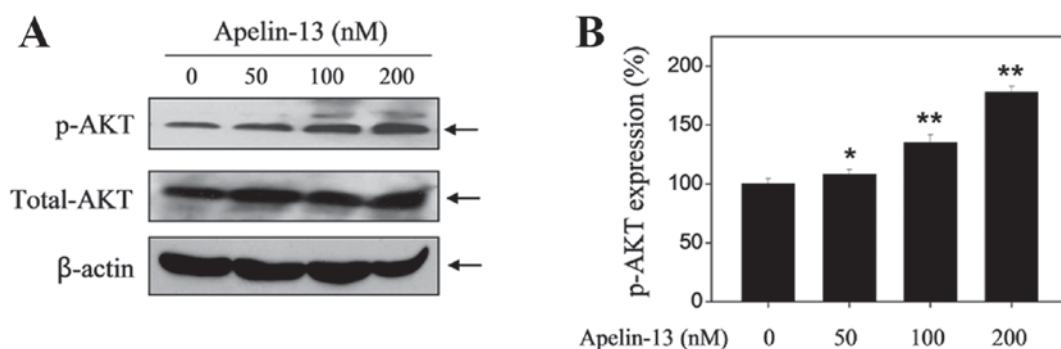 A
Apelin-13 (nM)
0 50 100 200
p-AKT
Total-AKT
β-actin
B
p-AKT expression (%)
200
150
100
50
0
*
**
**
Apelin-13 (nM) 0 50 100 200